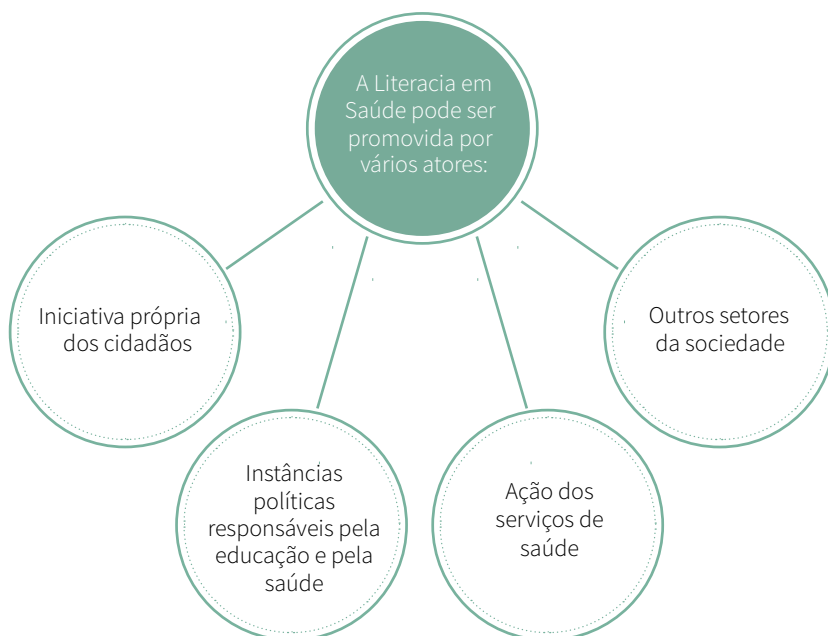 A Literacia em
Saúde pode ser
promovida por
vários atores:
Iniciativa própria
dos cidadãos
Instâncias
políticas
responsáveis pela
educação e pela
saúde
Ação dos
serviços de
saúde
Outros setores
da sociedade